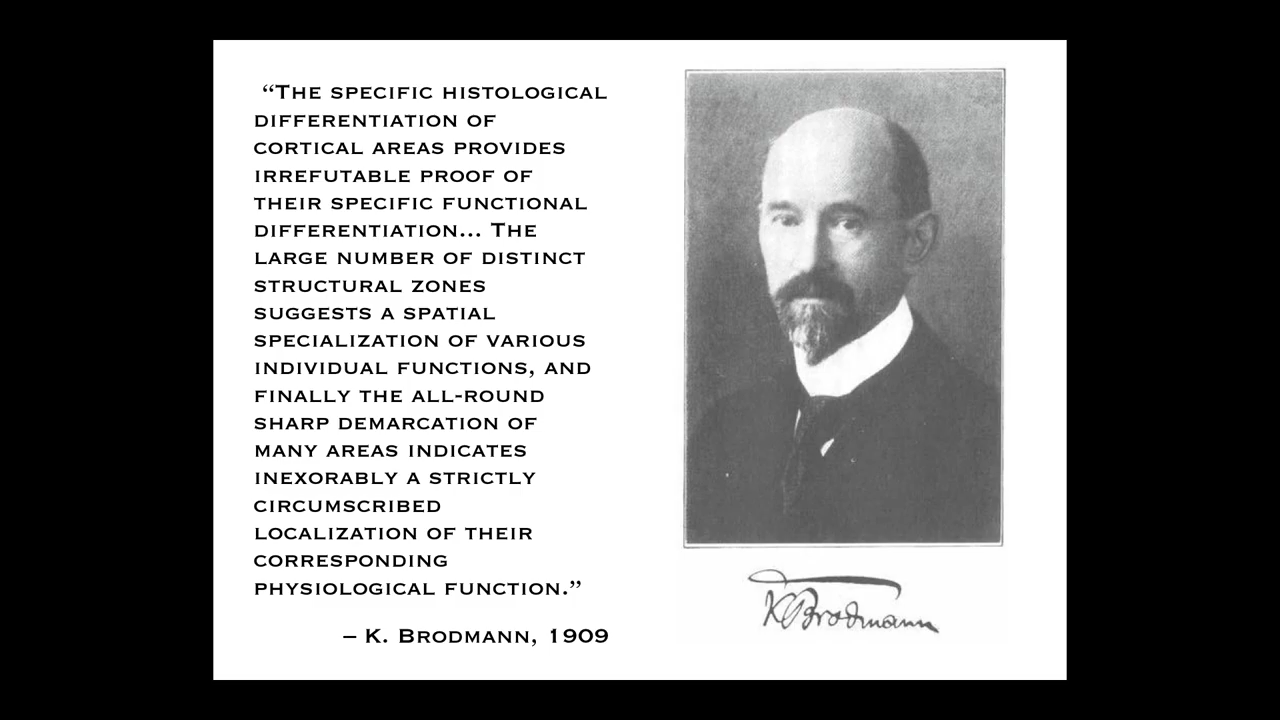 “The specific histological
differentiation of
cortical areas provides
irrefutable proof of
their specific functional
differentiation... The
large number of distinct
structural zones
suggests a spatial
specialization of various
individual functions, and
finally the all-round
sharp demarcation of
many areas indicates
inexorably a strictly
circumscribed
localization of their
corresponding
physiological function.”
– K. Brodmann, 1909
K Brodmann